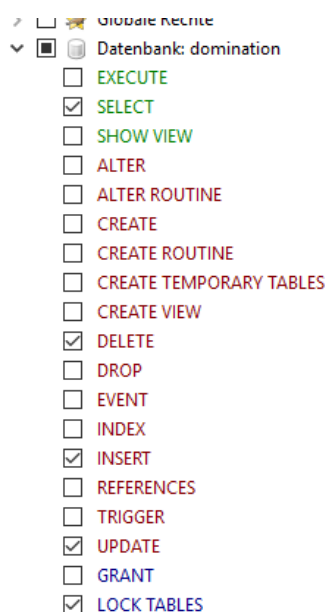 Globale Rechte
Datenbank: domination
EXECUTE
SELECT
SHOW VIEW
ALTER
ALTER ROUTINE
CREATE
CREATE ROUTINE
CREATE TEMPORARY TABLES
CREATE VIEW
DELETE
DROP
EVENT
INDEX
INSERT
REFERENCES
TRIGGER
UPDATE
GRANT
LOCK TABLES